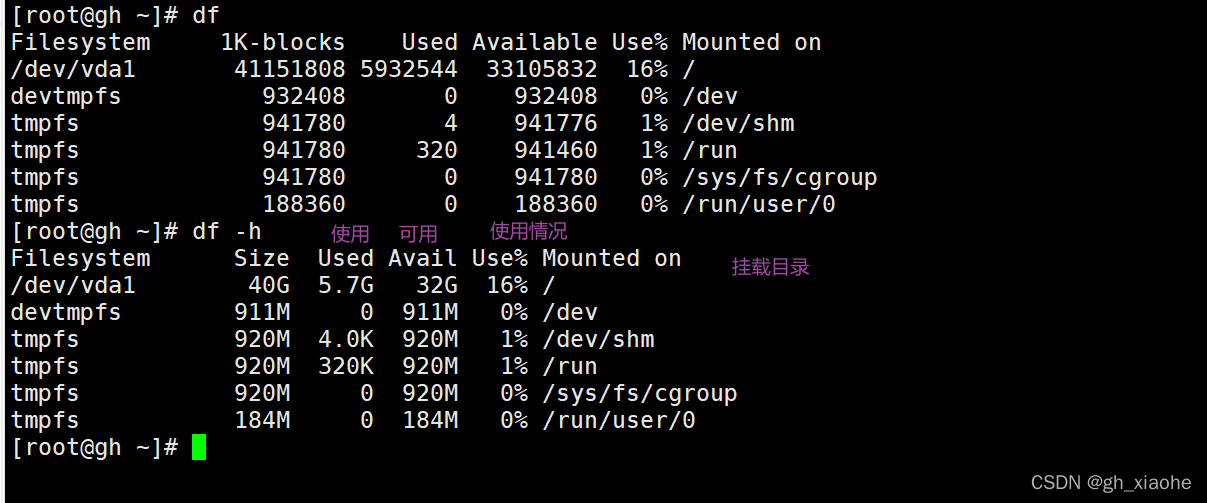 [root@gh ~]# df
Filesystem     1K-blocks    Used Available Use% Mounted on
/dev/vda1       41151808 5932544  33105832  16% /
devtmpfs          932408       0    932408   0% /dev
tmpfs             941780       4    941776   1% /dev/shm
tmpfs             941780     320    941460   1% /run
tmpfs             941780       0    941780   0% /sys/fs/cgroup
tmpfs             188360       0    188360   0% /run/user/0
[root@gh ~]# df -h 使用 可用 使用情况
Filesystem      Size  Used Avail Use% Mounted on 挂载目录
/dev/vda1        40G  5.7G   32G  16% /
devtmpfs        911M     0  911M   0% /dev
tmpfs           920M  4.0K  920M   1% /dev/shm
tmpfs           920M  320K  920M   1% /run
tmpfs           920M     0  920M   0% /sys/fs/cgroup
tmpfs           184M     0  184M   0% /run/user/0
[root@gh ~]#
CSDN @gh_xiaohe